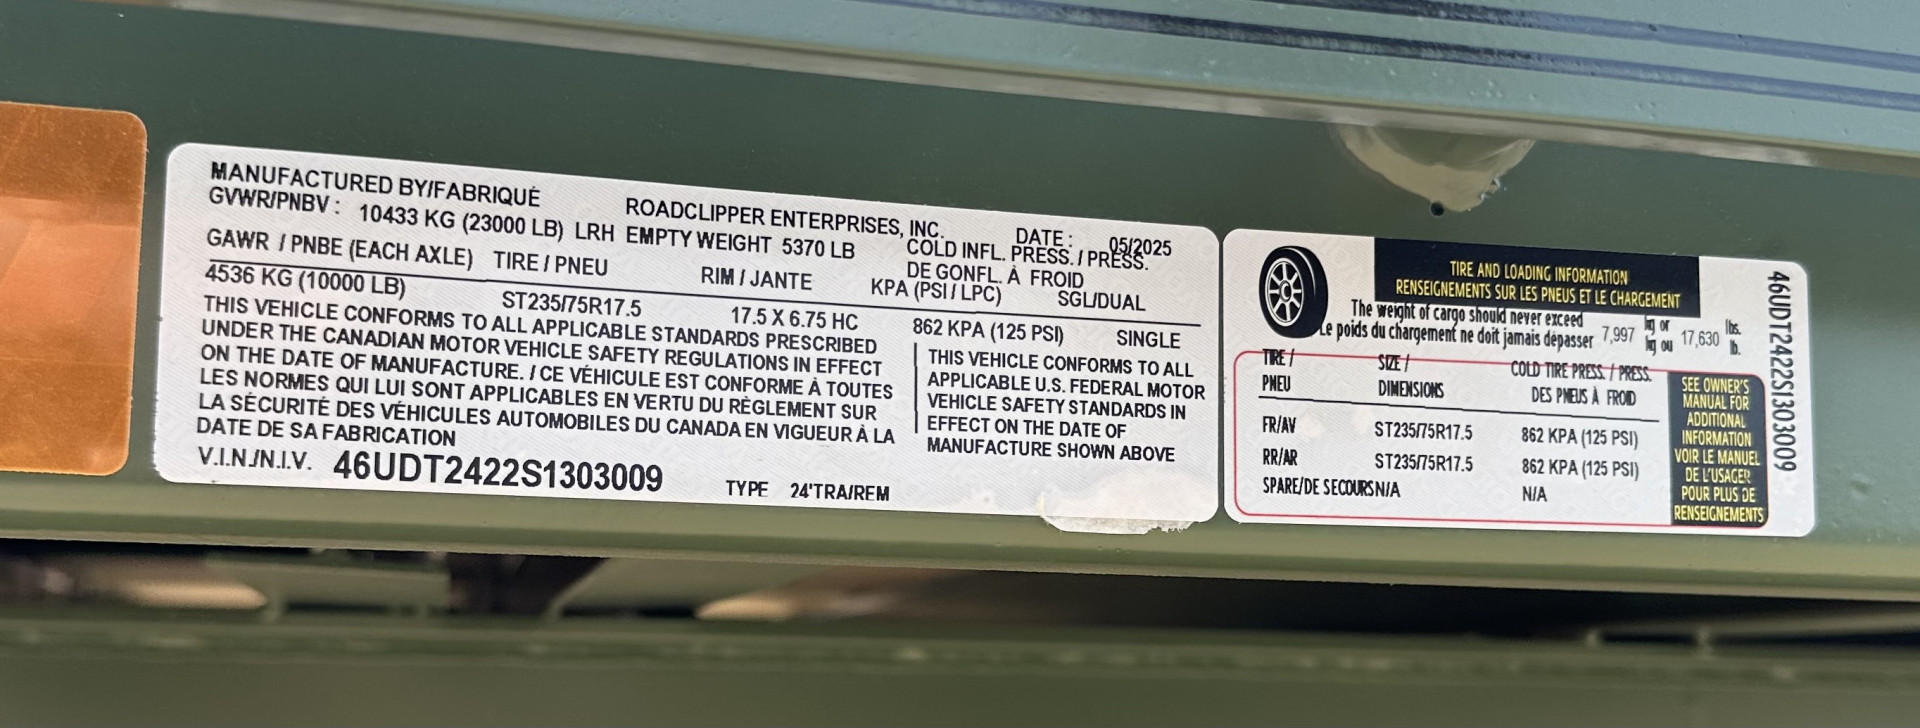 MANUFACTURED BY/FABRIQUÉ ROADCLIPPER ENTERPRISES, INC. DATE : 05/2025
GVWR/PNBV : 10433 KG (23000 LB) LRH EMPTY WEIGHT 5370 LB COLD INFL. PRESS. / PRESS.
DE GONFL. À FROID
GAWR / PNBE (EACH AXLE) TIRE / PNEU RIM / JANTE KPA (PSI / LPC) SGL/DUAL
4536 KG (10000 LB) ST235/75R17.5 17.5 X 6.75 HC 862 KPA (125 PSI) SINGLE
THIS VEHICLE CONFORMS TO ALL APPLICABLE STANDARDS PRESCRIBED
UNDER THE CANADIAN MOTOR VEHICLE SAFETY REGULATIONS IN EFFECT
ON THE DATE OF MANUFACTURE. / CE VÉHICULE EST CONFORME À TOUTES
LES NORMES QUI LUI SONT APPLICABLES EN VERTU DU RÈGLEMENT SUR
LA SÉCURITÉ DES VÉHICULES AUTOMOBILES DU CANADA EN VIGUEUR À LA
DATE DE SA FABRICATION
THIS VEHICLE CONFORMS TO ALL
APPLICABLE U.S. FEDERAL MOTOR
VEHICLE SAFETY STANDARDS IN
EFFECT ON THE DATE OF
MANUFACTURE SHOWN ABOVE
V.I.N./N.I.V. 46UDT2422S1303009 TYPE 24'TRA/REM
TIRE AND LOADING INFORMATION
RENSEIGNEMENTS SUR LES PNEUS ET LE CHARGEMENT
The weight of cargo should never exceed kg or lbs.
Le poids du chargement ne doit jamais dépasser 7,997 kg ou 17,630 lb.
TIRE / SIZE / COLD TIRE PRESS. / PRESS.
PNEU DIMENSIONS DES PNEUS À FROID
FR/AV ST235/75R17.5 862 KPA (125 PSI)
RR/AR ST235/75R17.5 862 KPA (125 PSI)
SPARE/DE SECOURS N/A N/A
SEE OWNER'S
MANUAL FOR
ADDITIONAL
INFORMATION
VOIR LE MANUEL
DE L'USAGER
POUR PLUS DE
RENSEIGNEMENTS
46UDT2422S1303009